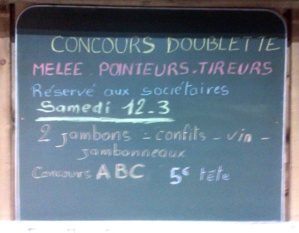 CONCOURS DOUBLETTE
MELEE POINTEURS-TIREURS
Réservé aux sociétaires
Samedi 12.3
2 jambons - confits - vin -
jambonneaux
Concours ABC 5€ tête